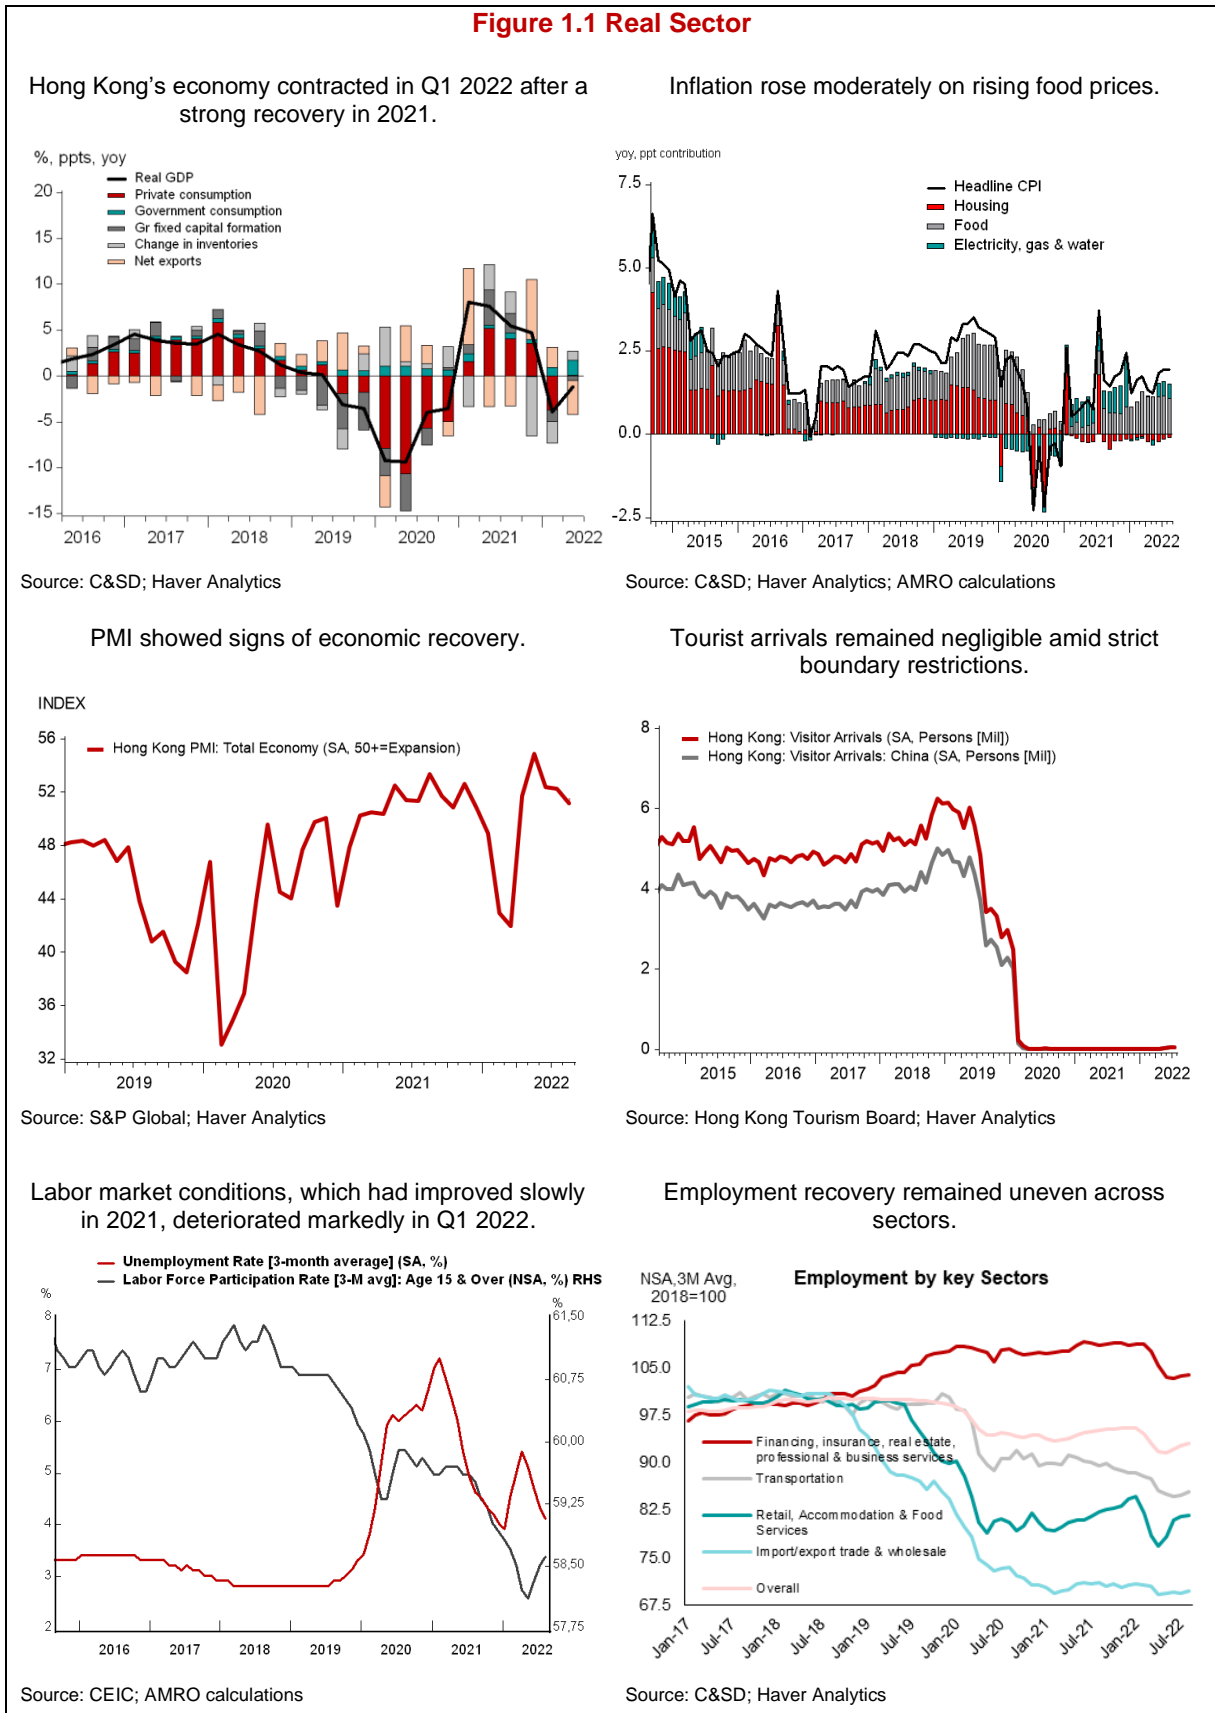 Figure 1.1 Real Sector
Hong Kong's economy contracted in Q1 2022 after a
strong recovery in 2021.
%, ppts, yoy
Real GDP
Private consumption
Government consumption
Gr fixed capital formation
Change in inventories
Net exports
20
15
10
5
0
-5
-10
-15
2016 2017 2018 2019 2020 2021 2022
Source: C&SD; Haver Analytics
Inflation rose moderately on rising food prices.
yoy, ppt contribution
Headline CPI
Housing
Food
Electricity, gas & water
7.5
5.0
2.5
0.0
-2.5
2015 2016 2017 2018 2019 2020 2021 2022
Source: C&SD; Haver Analytics; AMRO calculations
PMI showed signs of economic recovery.
INDEX
Hong Kong PMI: Total Economy (SA, 50+=Expansion)
56
52
48
44
40
36
32
2019 2020 2021 2022
Source: S&P Global; Haver Analytics
Tourist arrivals remained negligible amid strict
boundary restrictions.
Hong Kong: Visitor Arrivals (SA, Persons [Mil])
Hong Kong: Visitor Arrivals: China (SA, Persons [Mil])
8
6
4
2
0
2015 2016 2017 2018 2019 2020 2021 2022
Source: Hong Kong Tourism Board; Haver Analytics
Labor market conditions, which had improved slowly
in 2021, deteriorated markedly in Q1 2022.
Unemployment Rate [3-month average] (SA, %)
Labor Force Participation Rate [3-M avg]: Age 15 & Over (NSA, %) RHS
%
%
8
7
6
5
4
3
2
61,50
60,75
60,00
59,25
58,50
57,75
2016 2017 2018 2019 2020 2021 2022
Source: CEIC; AMRO calculations
Employment recovery remained uneven across
sectors.
NSA,3M Avg,
2018=100
Employment by key Sectors
112.5
105.0
97.5
90.0
82.5
75.0
67.5
Financing, insurance, real estate,
professional & business services
Transportation
Retail, Accommodation & Food
Services
Import/export trade & wholesale
Overall
Jan-17 Jul-17 Jan-18 Jul-18 Jan-19 Jul-19 Jan-20 Jul-20 Jan-21 Jul-21 Jan-22 Jul-22
Source: C&SD; Haver Analytics